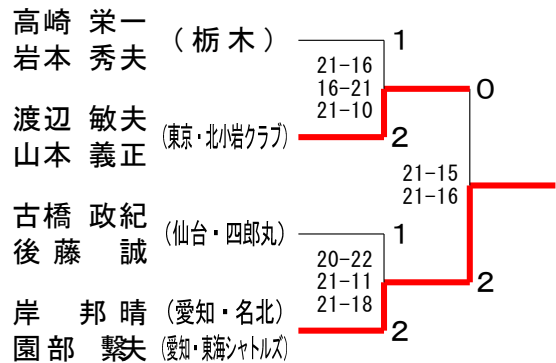 高崎 栄一
岩本 秀夫
(栃木)
1
21-16
16-21
21-10
0
渡辺 敏夫
山本 義正
(東京・北小岩クラブ)
2
21-15
21-16
古橋 政紀
後藤 誠
(仙台・四郎丸)
1
20-22
21-11
21-18
2
岸 邦晴 (愛知・名北)
園部 繋夫 (愛知・東海シャトルズ)
2